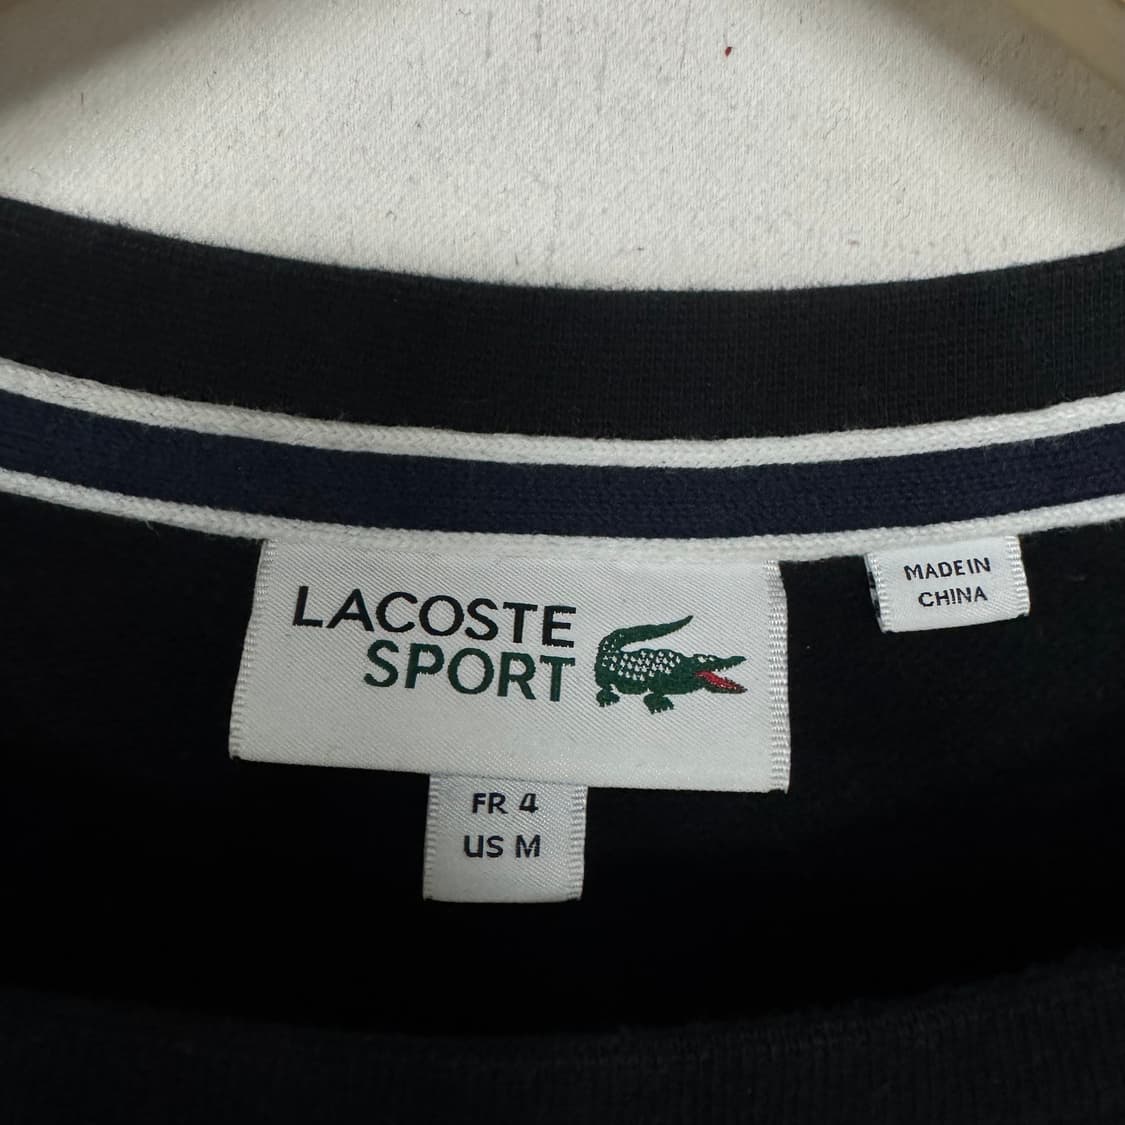 LACOSTE
SPORT
MADE IN
CHINA
FR 4
US M